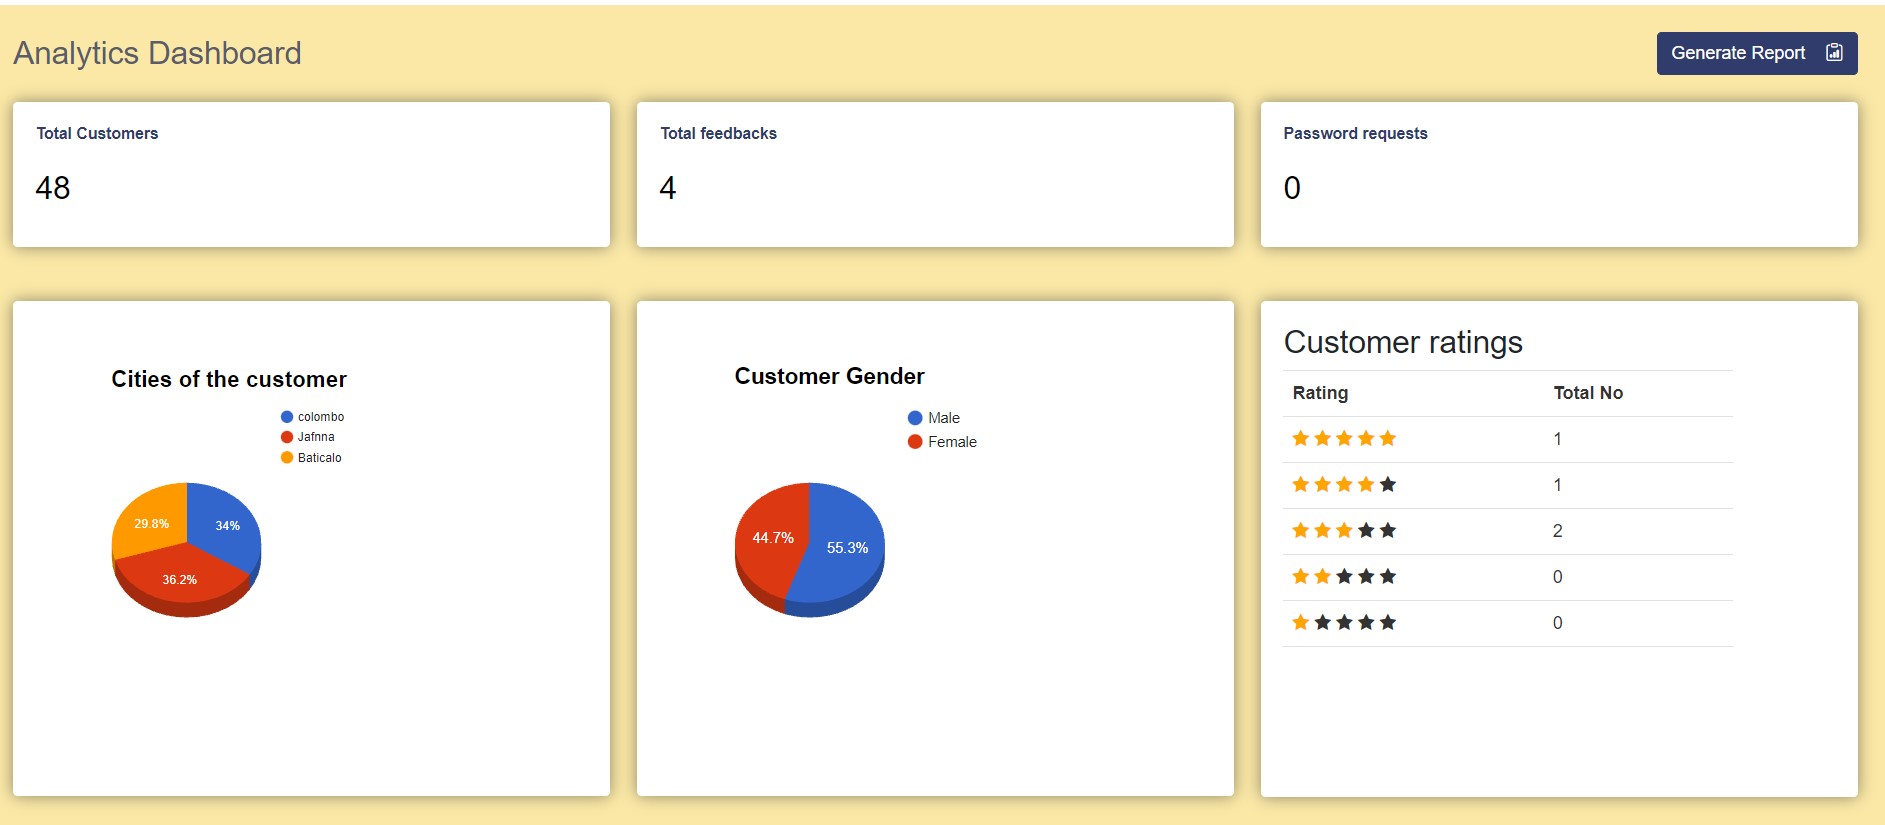 Analytics Dashboard
Generate Report
Total Customers
48
Total feedbacks
4
Password requests
0
Cities of the customer
colombo
Jafnna
Baticalo
29.8%
34%
36.2%
Customer Gender
Male
Female
44.7%
55.3%
Customer ratings
Rating Total No
1
1
2
0
0